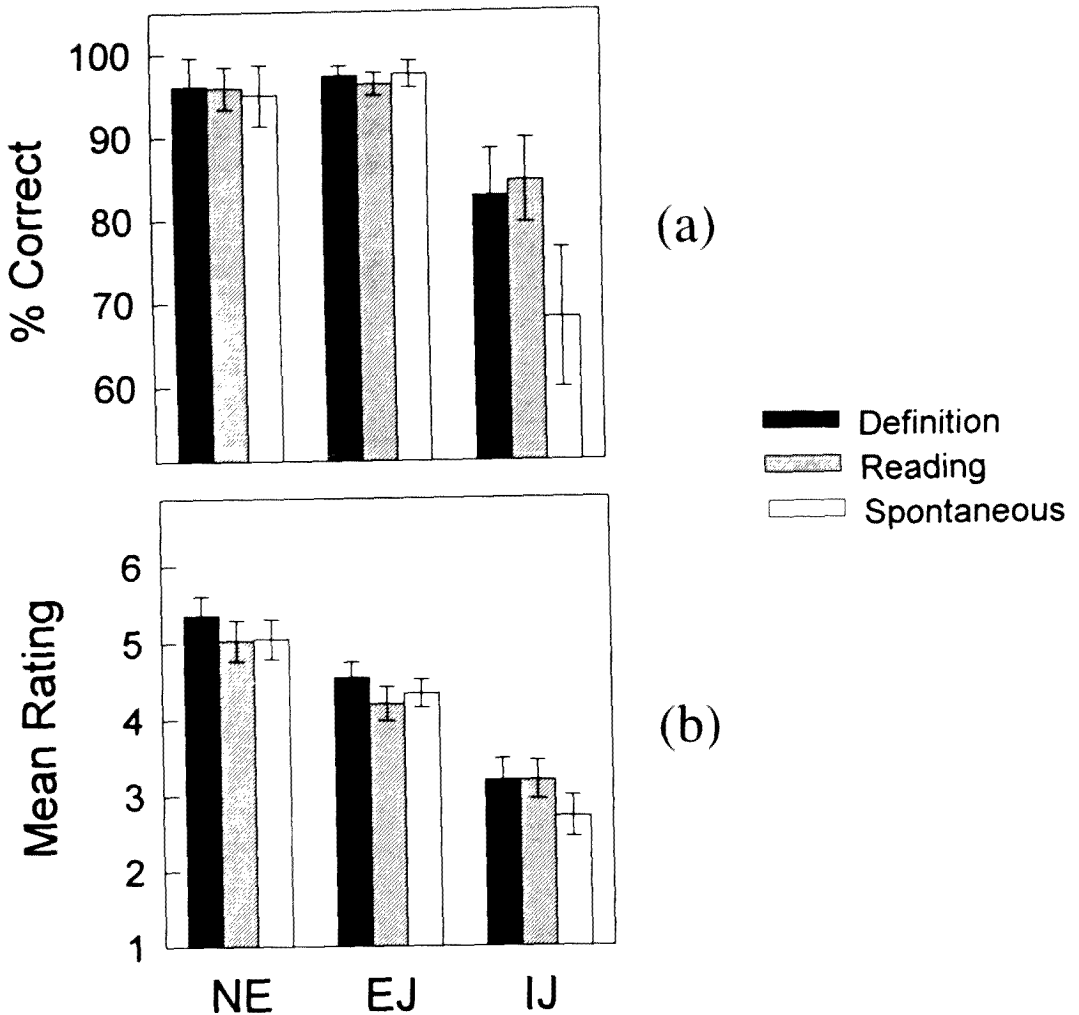 100
90
80
70
60
% Correct
(a)
Definition
Reading
Spontaneous
6
5
4
3
2
1
Mean Rating
(b)
NE EJ IJ